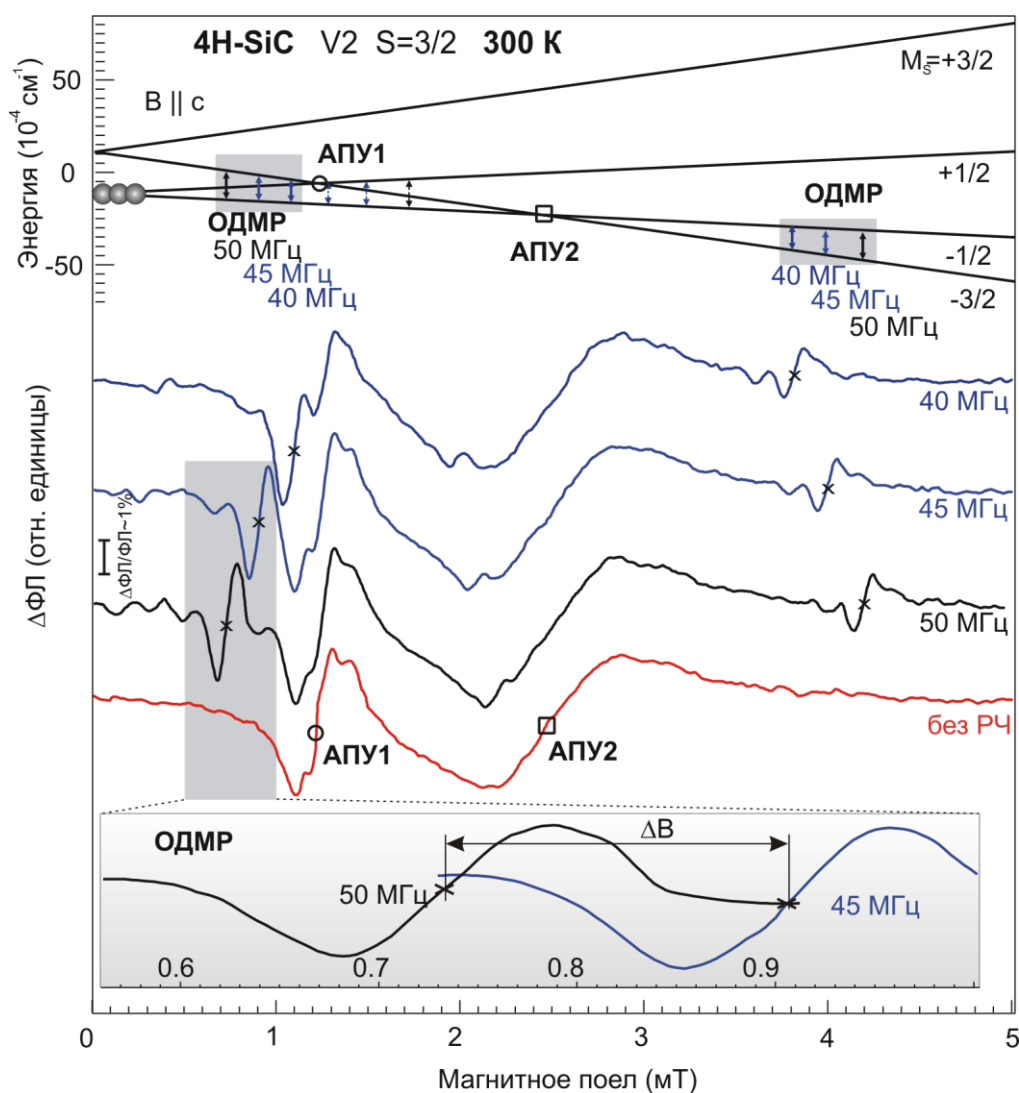 4H-SiC V2 S=3/2 300 К
Ms=+3/2
B || c
АПУ1
+1/2
ОДМР
ОДМР
50 МГц
45 МГц
40 МГц
АПУ2
40 МГц
45 МГц
50 МГц
-1/2
-3/2
50
0
-50
Энергия (10⁻⁴ см⁻¹)
40 МГц
45 МГц
50 МГц
без РЧ
ΔФЛ (отн. единицы)
ΔФЛ/ФЛ~1%
АПУ1
АПУ2
ОДМР
ΔB
50 МГц
45 МГц
0.6 0.7 0.8 0.9
0 1 2 3 4 5
Магнитное поел (мТ)